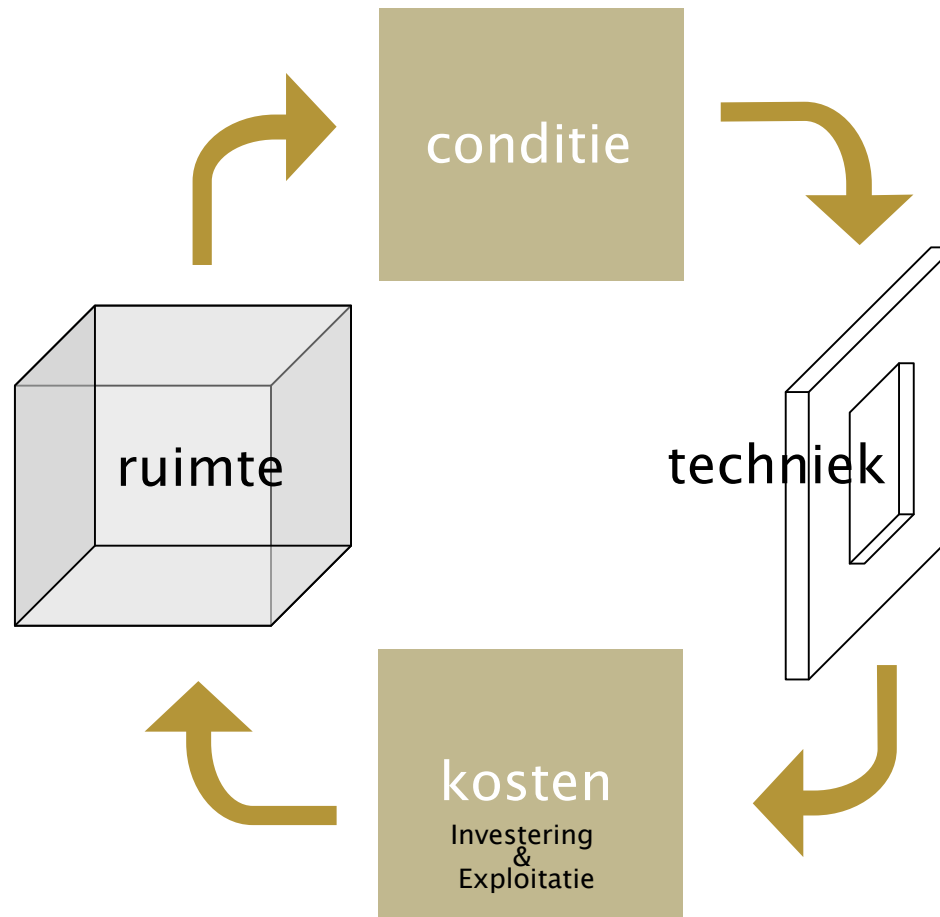 conditie
ruimte
techniek
kosten
Investering
&
Exploitatie